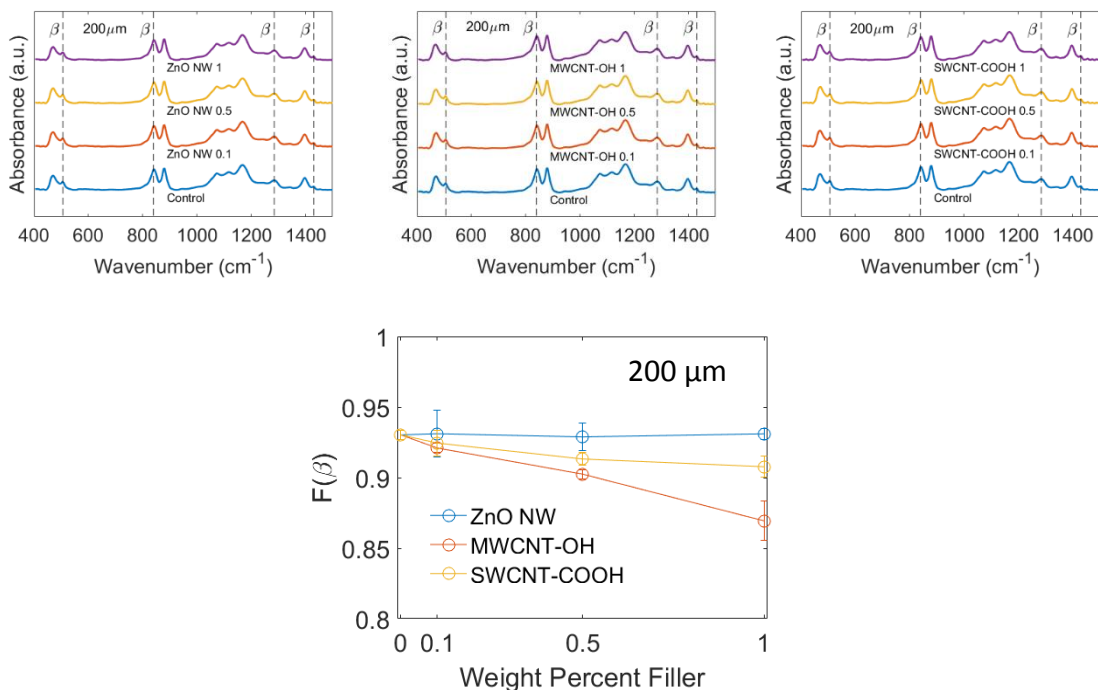 β 200μm β β β
ZnO NW 1
ZnO NW 0.5
ZnO NW 0.1
Control
Absorbance (a.u.)
400 600 800 1000 1200 1400
Wavenumber (cm⁻¹)
β 200μm β β β
MWCNT-OH 1
MWCNT-OH 0.5
MWCNT-OH 0.1
Control
Absorbance (a.u.)
400 600 800 1000 1200 1400
Wavenumber (cm⁻¹)
β 200μm β β β
SWCNT-COOH 1
SWCNT-COOH 0.5
SWCNT-COOH 0.1
Control
Absorbance (a.u.)
400 600 800 1000 1200 1400
Wavenumber (cm⁻¹)
200 μm
1
0.95
0.9
0.85
0.8
F(β)
ZnO NW
MWCNT-OH
SWCNT-COOH
0 0.1 0.5 1
Weight Percent Filler